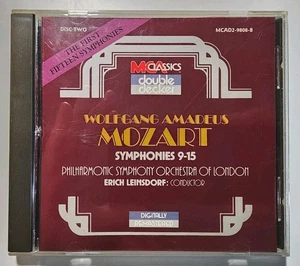 DISC TWO
MCAD2-9808-B
THE FIRST
FIFTEEN SYMPHONIES
MCA CLASSICS
double
decker
WOLFGANG AMADEUS
MOZART
SYMPHONIES 9-15
PHILHARMONIC SYMPHONY ORCHESTRA OF LONDON
ERICH LEINSDORF: CONDUCTOR
DIGITALLY
REMASTERED